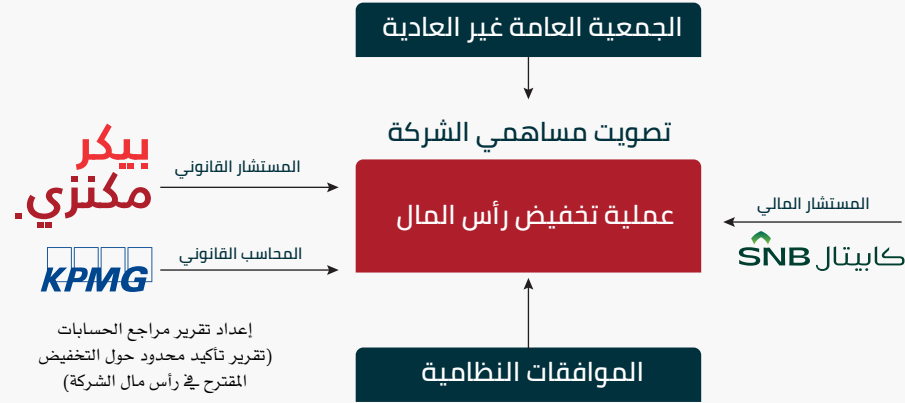 الجمعية العامة غير العادية
تصويت مساهمي الشركة
بيكر
مكنزي.
المستشار القانوني
عملية تخفيض رأس المال
المستشار المالي
SNB كابيتال
المحاسب القانوني
KPMG
إعداد تقرير مراجع الحسابات
(تقرير تأكيد محدود حول التخفيض
المقترح في رأس مال الشركة)
الموافقات النظامية